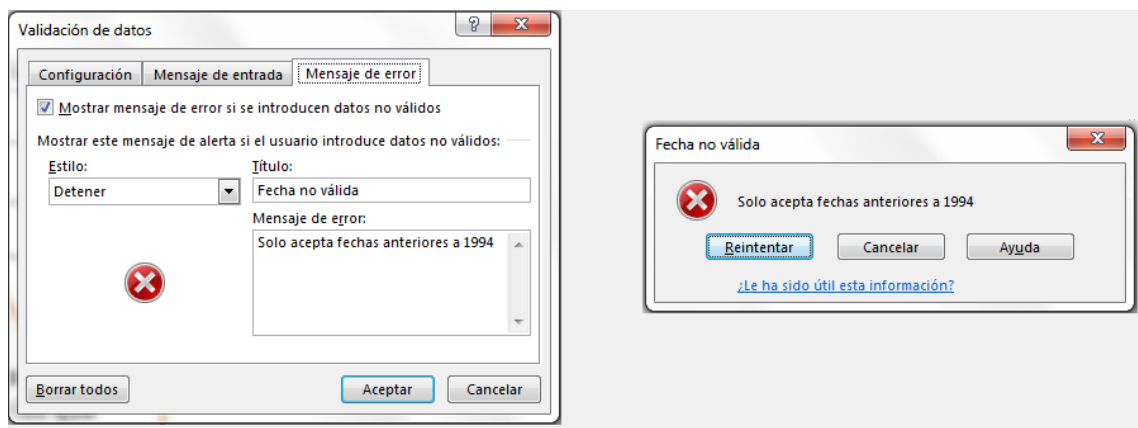 Validación de datos
Configuración Mensaje de entrada Mensaje de error
Mostrar mensaje de error si se introducen datos no válidos
Mostrar este mensaje de alerta si el usuario introduce datos no válidos:
Estilo: Título:
Detener Fecha no válida
Mensaje de error:
Solo acepta fechas anteriores a 1994
Borrar todos Aceptar Cancelar
Fecha no válida
Solo acepta fechas anteriores a 1994
Reintentar Cancelar Ayuda
¿Le ha sido útil esta información?